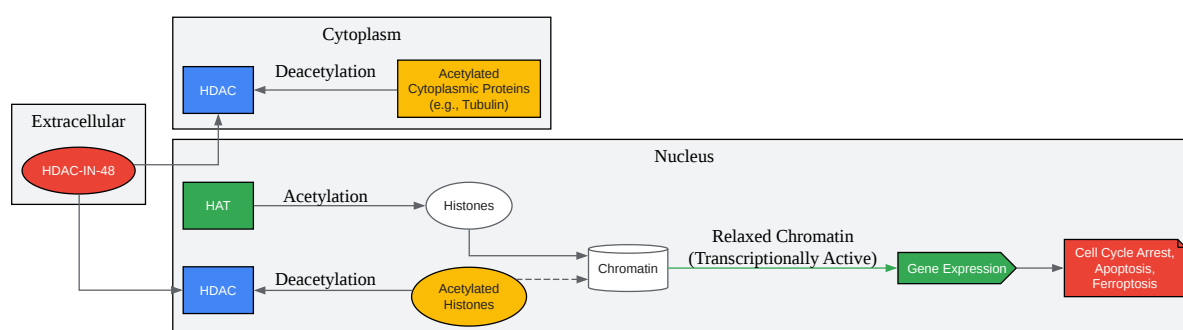 Cytoplasm
HDAC
Deacetylation
Acetylated
Cytoplasmic Proteins
(e.g., Tubulin)
Extracellular
HDAC-IN-48
Nucleus
HAT
Acetylation
Histones
HDAC
Deacetylation
Acetylated
Histones
Chromatin
Relaxed Chromatin
(Transcriptionally Active)
Gene Expression
Cell Cycle Arrest,
Apoptosis,
Ferroptosis